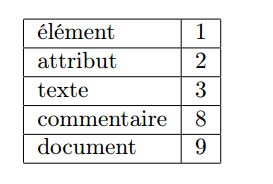 élément 1
attribut 2
texte 3
commentaire 8
document 9